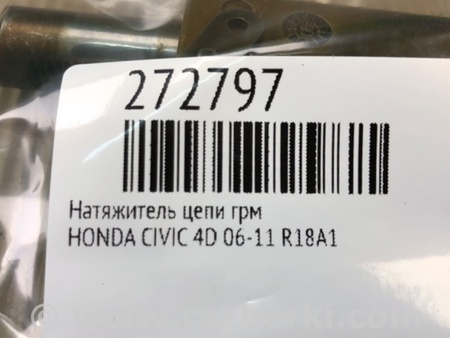 272797
Натяжитель цепи грм
HONDA CIVIC 4D 06-11 R18A1